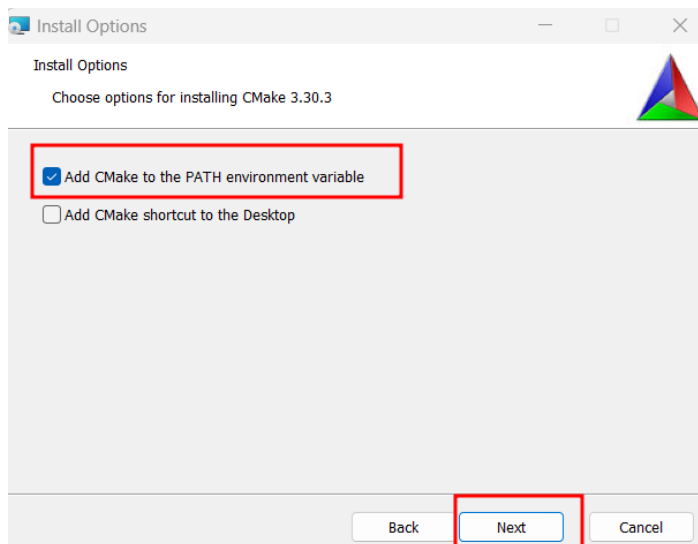 Install Options
Install Options
Choose options for installing CMake 3.30.3
Add CMake to the PATH environment variable
Add CMake shortcut to the Desktop
Back Next Cancel